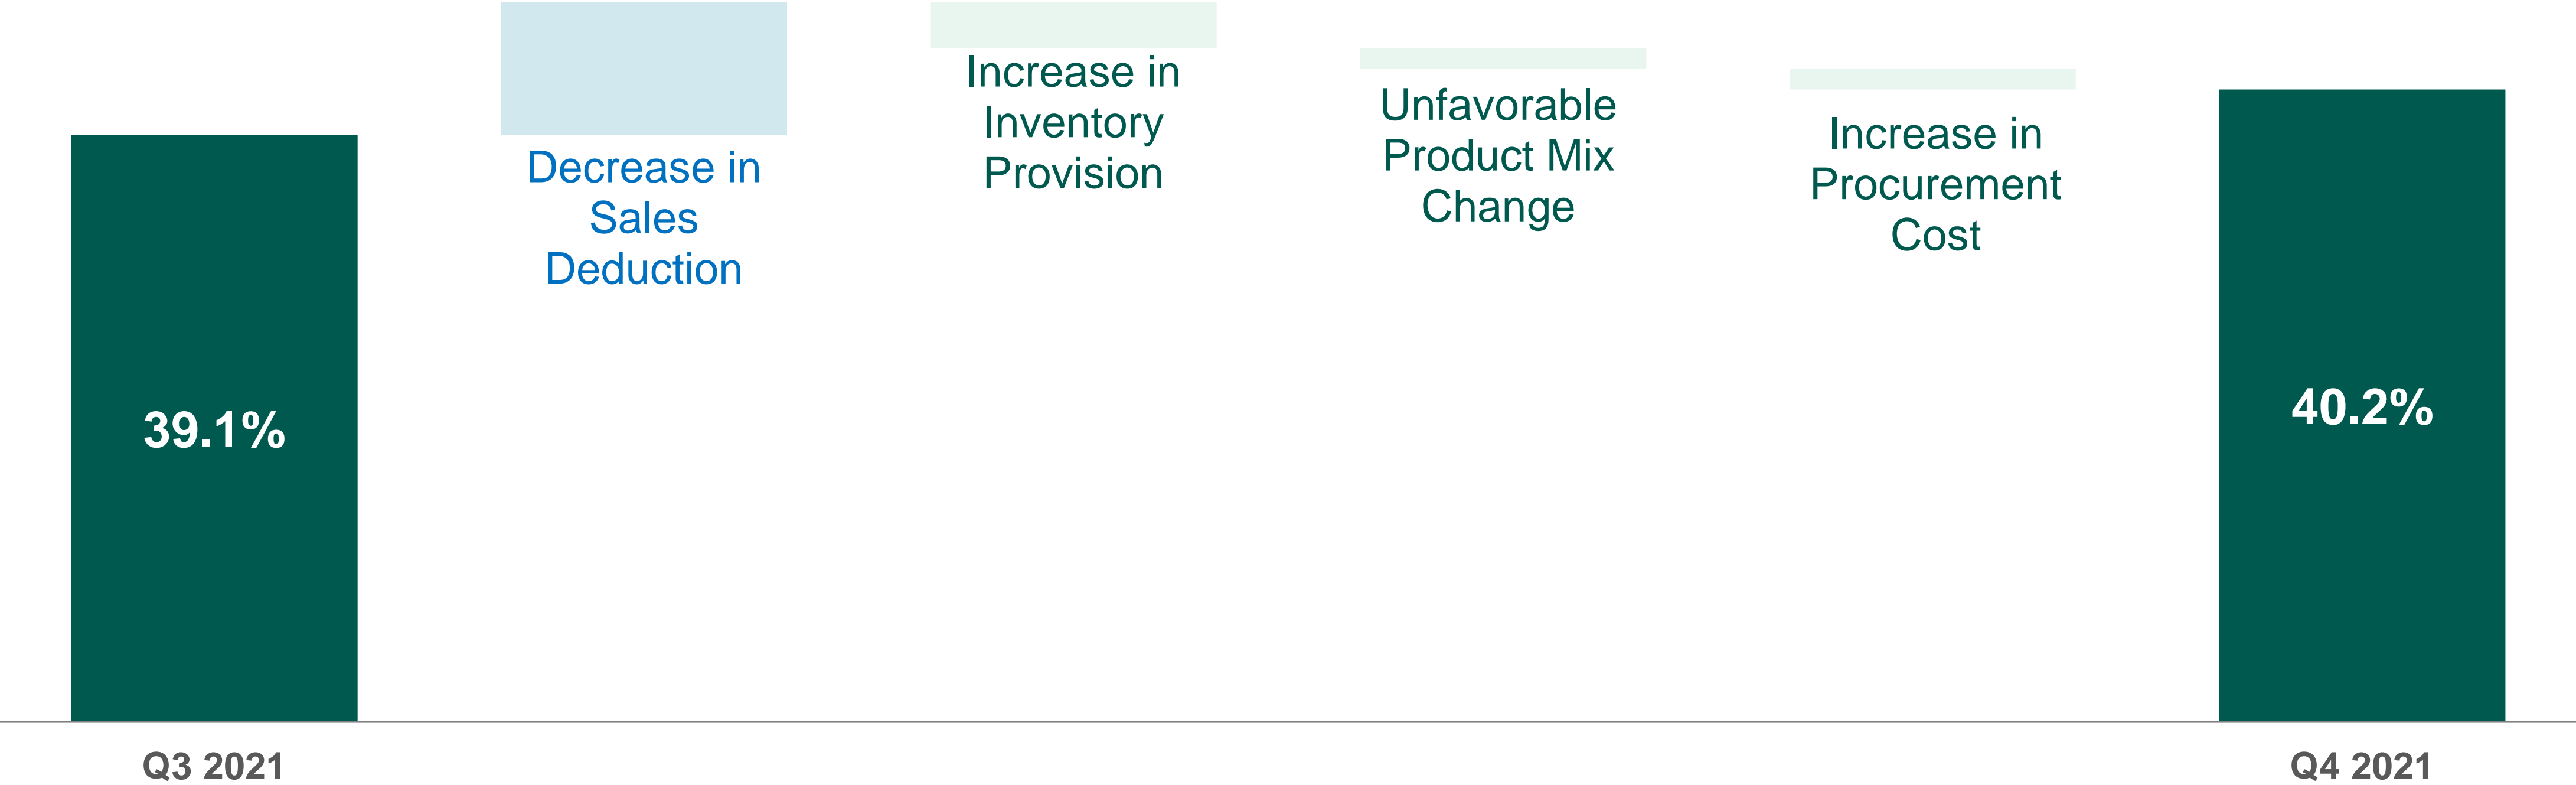 Decrease in
Sales
Deduction
Increase in
Inventory
Provision
Unfavorable
Product Mix
Change
Increase in
Procurement
Cost
39.1%
40.2%
Q3 2021
Q4 2021